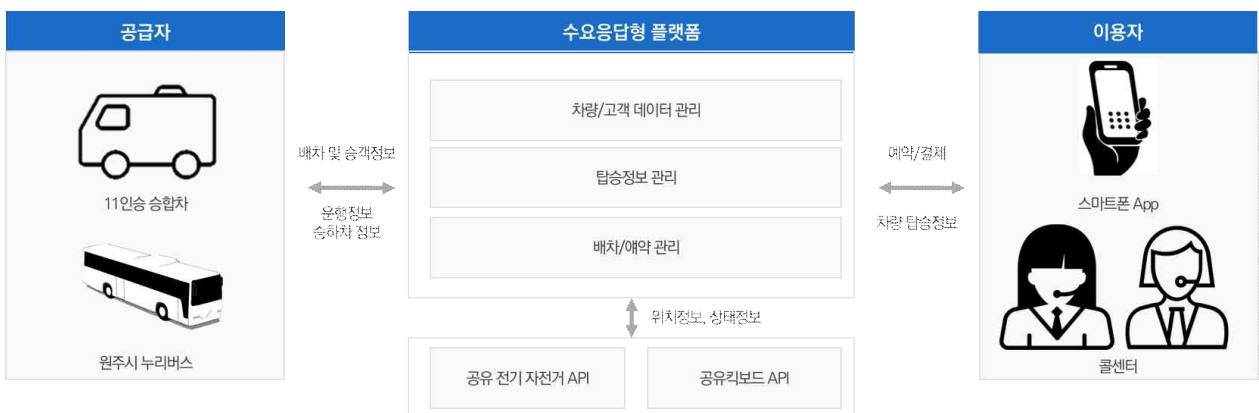 공급자
11인승 승합차
원주시 누리버스
배차 및 승객정보
운행정보
승하차 정보
수요응답형 플랫폼
차량/고객 데이터 관리
탑승정보 관리
배차/얘약 관리
위치정보, 상태정보
공유 전기 자전거 API
공유킥보드 API
예약/결제
차량 탑승정보
이용자
스마트폰 App
콜센터